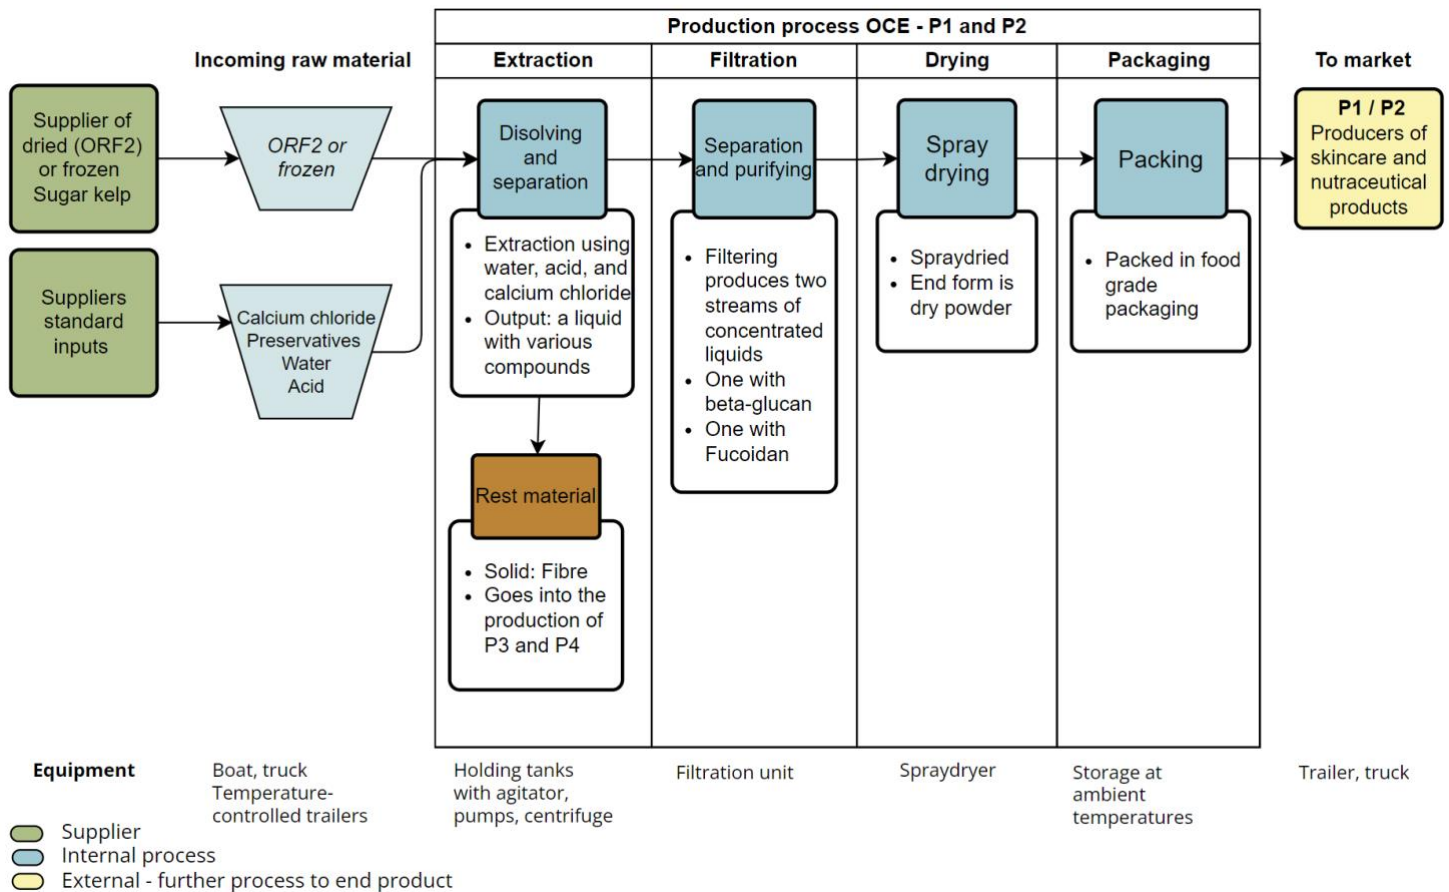 Production process OCE - P1 and P2
Incoming raw material
Extraction
Filtration
Drying
Packaging
To market
Supplier of
dried (ORF2)
or frozen
Sugar kelp
ORF2 or
frozen
Disolving
and
separation
Separation
and purifying
Spray
drying
Packing
P1 / P2
Producers of
skincare and
nutraceutical
products
Suppliers
standard
inputs
Calcium chloride
Preservatives
Water
Acid
• Extraction using
water, acid, and
calcium chloride
• Output: a liquid
with various
compounds
• Filtering
produces two
streams of
concentrated
liquids
• One with
beta-glucan
• One with
Fucoidan
• Spraydried
• End form is
dry powder
• Packed in food
grade
packaging
Rest material
• Solid: Fibre
• Goes into the
production of
P3 and P4
Equipment
Boat, truck
Temperature-
controlled trailers
Holding tanks
with agitator,
pumps, centrifuge
Filtration unit
Spraydryer
Storage at
ambient
temperatures
Trailer, truck
Supplier
Internal process
External - further process to end product